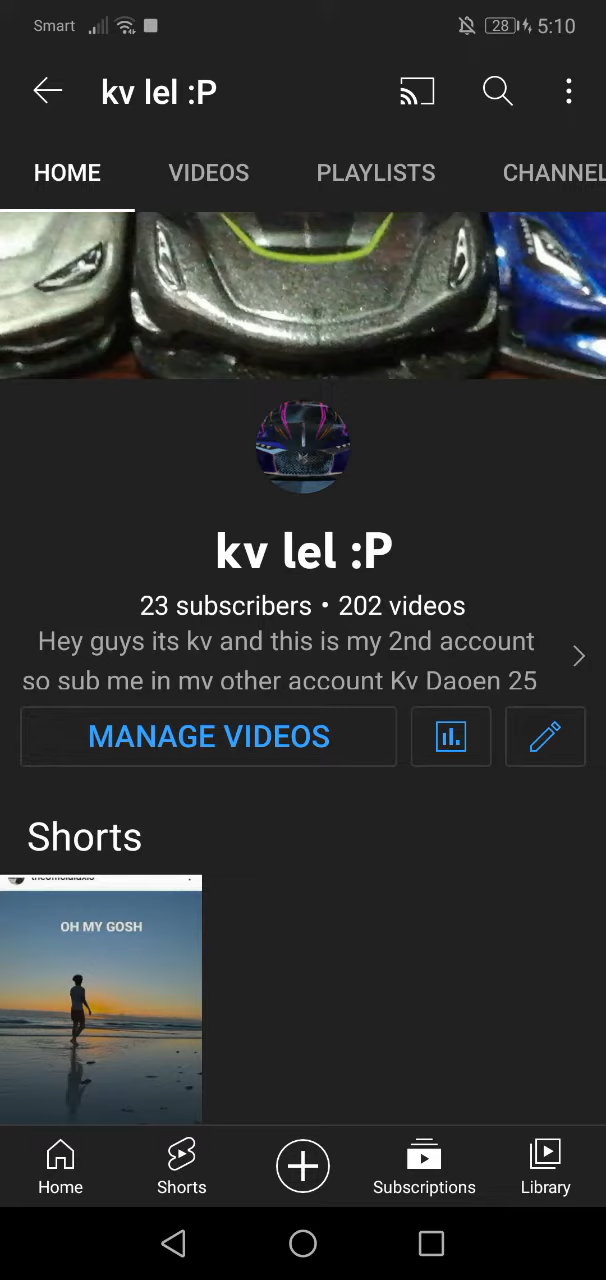 Smart 28 5:10
kv lel :P
HOME VIDEOS PLAYLISTS CHANNEL
kv lel :P
23 subscribers • 202 videos
Hey guys its kv and this is my 2nd account
so sub me in my other account Kv Daoen 25
MANAGE VIDEOS
Shorts
OH MY GOSH
Home Shorts Subscriptions Library